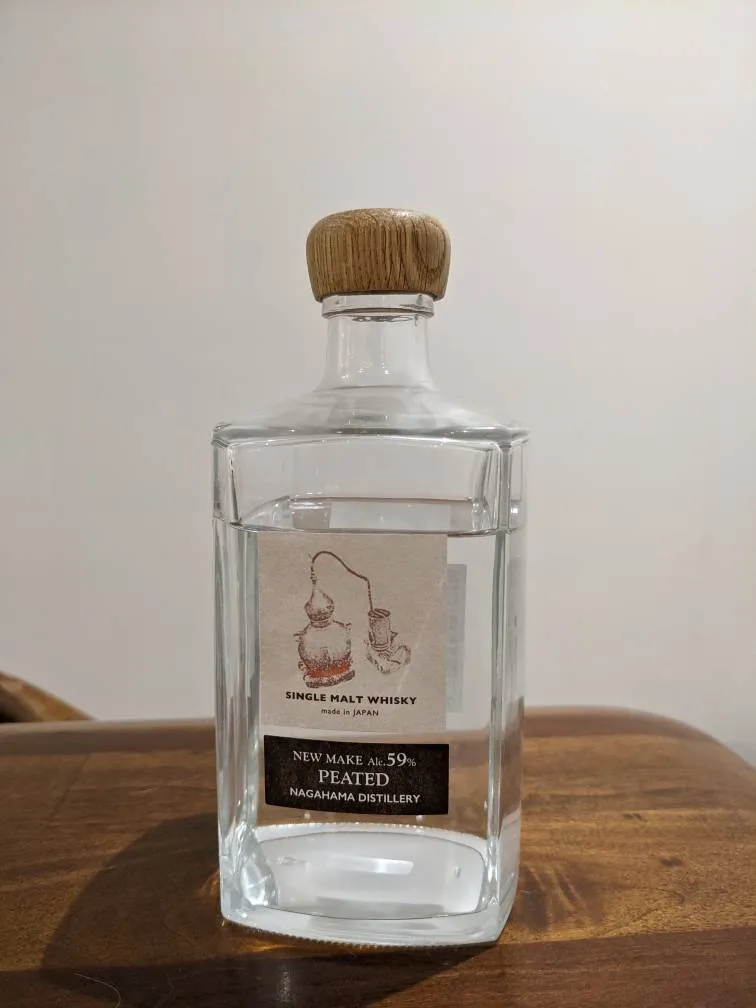 SINGLE MALT WHISKY
made in JAPAN
NEW MAKE Alc.59%
PEATED
NAGAHAMA DISTILLERY